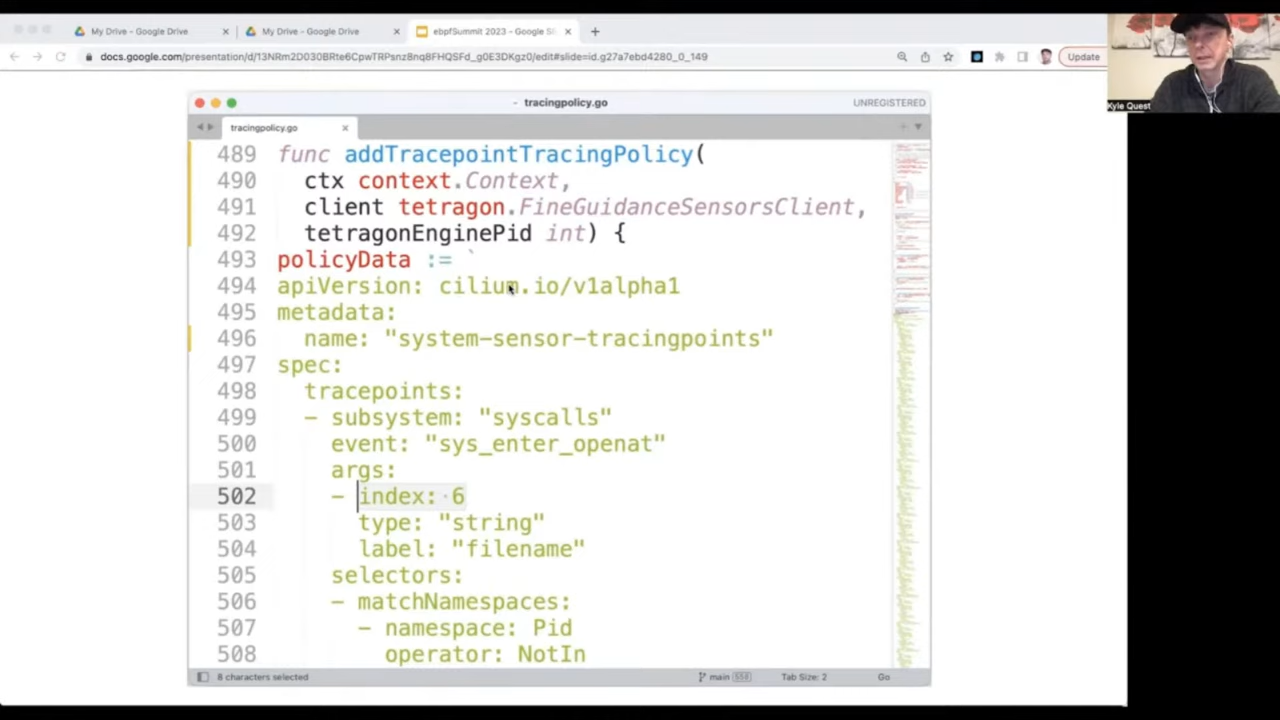 My Drive - Google Drive
My Drive - Google Drive
ebpfSummit 2023 - Google Sl
docs.google.com/presentation/d/13NRm2D030BRte6CpwTRPsnz8nq8FHQSFd_g0E3DKgz0/edit#slide=id.g27a7ebd4280_0_149
Update
Kyle Quest
tracingpolicy.go
UNREGISTERED
tracingpolicy.go
489 func addTracepointTracingPolicy(
490 ctx context.Context,
491 client tetragon.FineGuidanceSensorsClient,
492 tetragonEnginePid int) {
493 policyData := `
494 apiVersion: cilium.io/v1alpha1
495 metadata:
496 name: "system-sensor-tracingpoints"
497 spec:
498 tracepoints:
499 - subsystem: "syscalls"
500 event: "sys_enter_openat"
501 args:
502 - index: 6
503 type: "string"
504 label: "filename"
505 selectors:
506 - matchNamespaces:
507 - namespace: Pid
508 operator: NotIn
8 characters selected
main 550
Tab Size: 2
Go